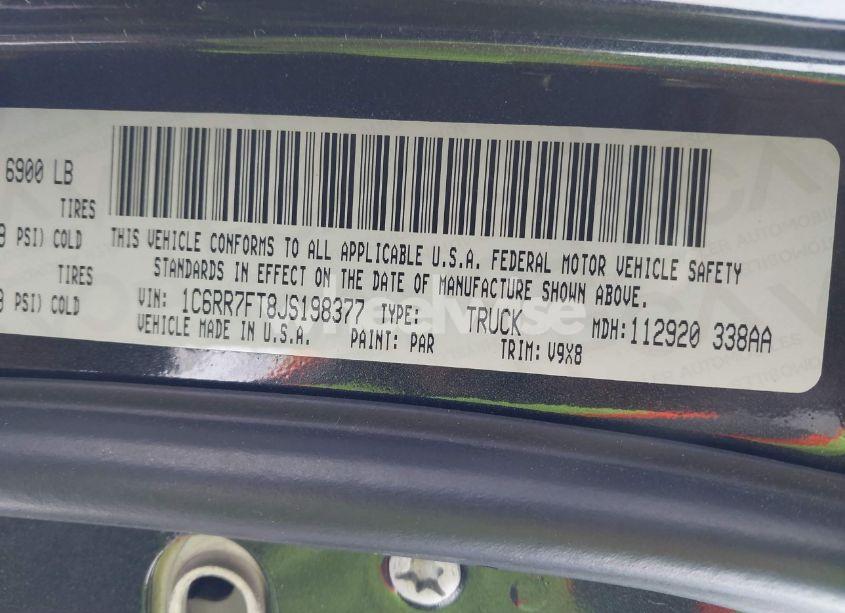 6900 LB
TIRES
PSI) COLD
THIS VEHICLE CONFORMS TO ALL APPLICABLE U.S.A. FEDERAL MOTOR VEHICLE SAFETY
TIRES
STANDARDS IN EFFECT ON THE DATE OF MANUFACTURE SHOWN ABOVE.
PSI) COLD
VIN: 1C6RR7FT8JS198377 TYPE: TRUCK MDH: 112920 338AA
VEHICLE MADE IN U.S.A. PAINT: PAR TRIM: V9X8